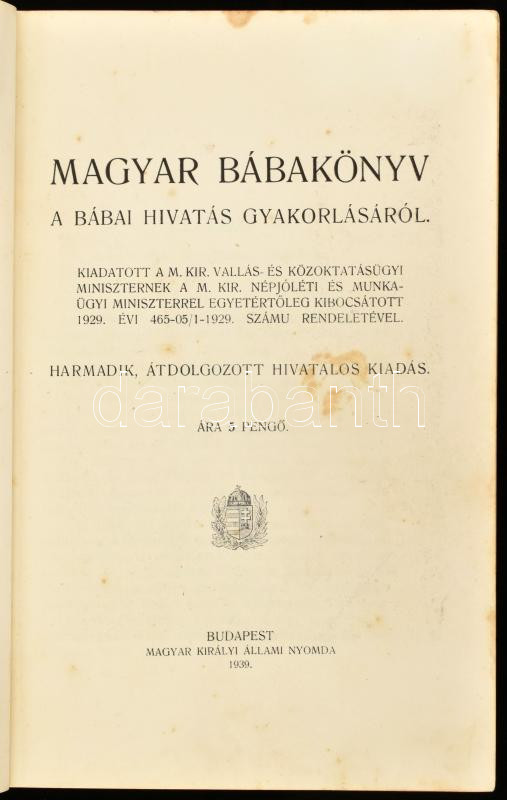 MAGYAR BÁBAKÖNYV
A BÁBAI HIVATÁS GYAKORLÁSÁRÓL.
KIADATOTT A M. KIR. VALLÁS- ÉS KÖZOKTATÁSÜGYI
MINISZTERNEK A M. KIR. NÉPJÓLÉTI ÉS MUNKA-
ÜGYI MINISZTERREL EGYETÉRTŐLEG KIBOCSÁTOTT
1929. ÉVI 465-05/1-1929. SZÁMU RENDELETÉVEL.
HARMADIK, ÁTDOLGOZOTT HIVATALOS KIADÁS.
darabanth
ÁRA 5 PENGŐ.
BUDAPEST
MAGYAR KIRÁLYI ÁLLAMI NYOMDA
1939.